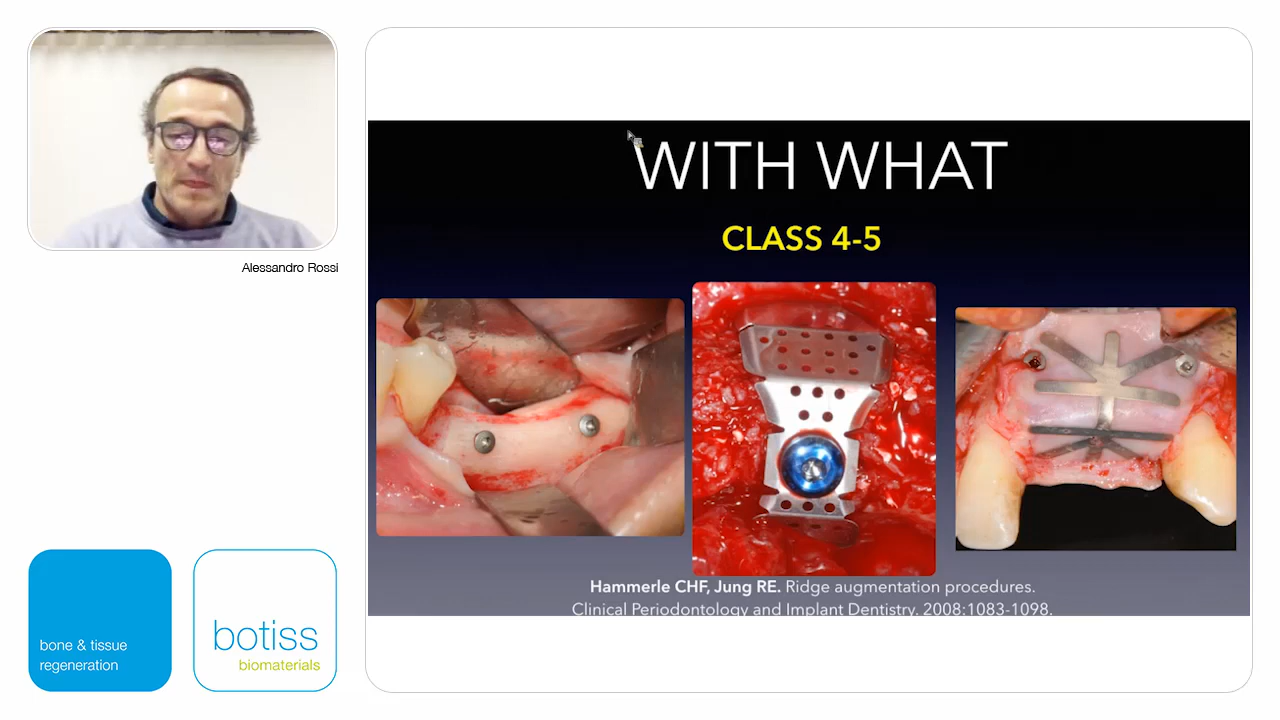 Alessandro Rossi
bone & tissue
regeneration
botiss
biomaterials
WITH WHAT
CLASS 4-5
Hammerle CHF, Jung RE. Ridge augmentation procedures.
Clinical Periodontology and Implant Dentistry. 2008:1083-1098.